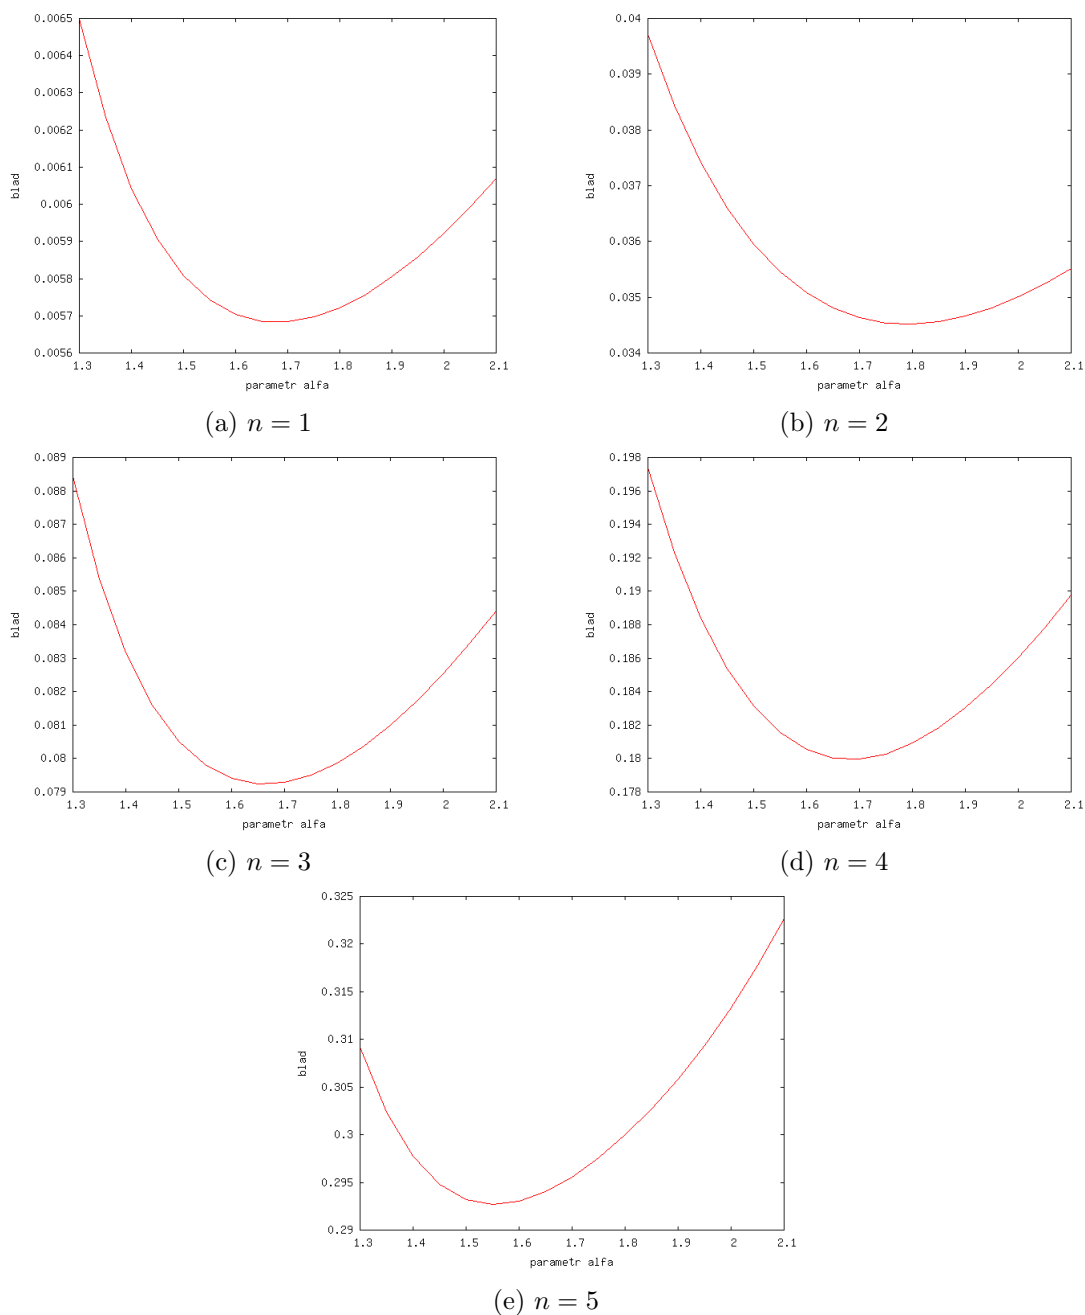 0.0065
0.0064
0.0063
0.0062
0.0061
0.006
0.0059
0.0058
0.0057
0.0056
blad
1.3 1.4 1.5 1.6 1.7 1.8 1.9 2 2.1
parametr alfa
(a) n = 1
0.04
0.039
0.038
0.037
0.036
0.035
0.034
blad
1.3 1.4 1.5 1.6 1.7 1.8 1.9 2 2.1
parametr alfa
(b) n = 2
0.089
0.088
0.087
0.086
0.085
0.084
0.083
0.082
0.081
0.08
0.079
blad
1.3 1.4 1.5 1.6 1.7 1.8 1.9 2 2.1
parametr alfa
(c) n = 3
0.198
0.196
0.194
0.192
0.19
0.188
0.186
0.184
0.182
0.18
0.178
blad
1.3 1.4 1.5 1.6 1.7 1.8 1.9 2 2.1
parametr alfa
(d) n = 4
0.325
0.32
0.315
0.31
0.305
0.3
0.295
0.29
blad
1.3 1.4 1.5 1.6 1.7 1.8 1.9 2 2.1
parametr alfa
(e) n = 5